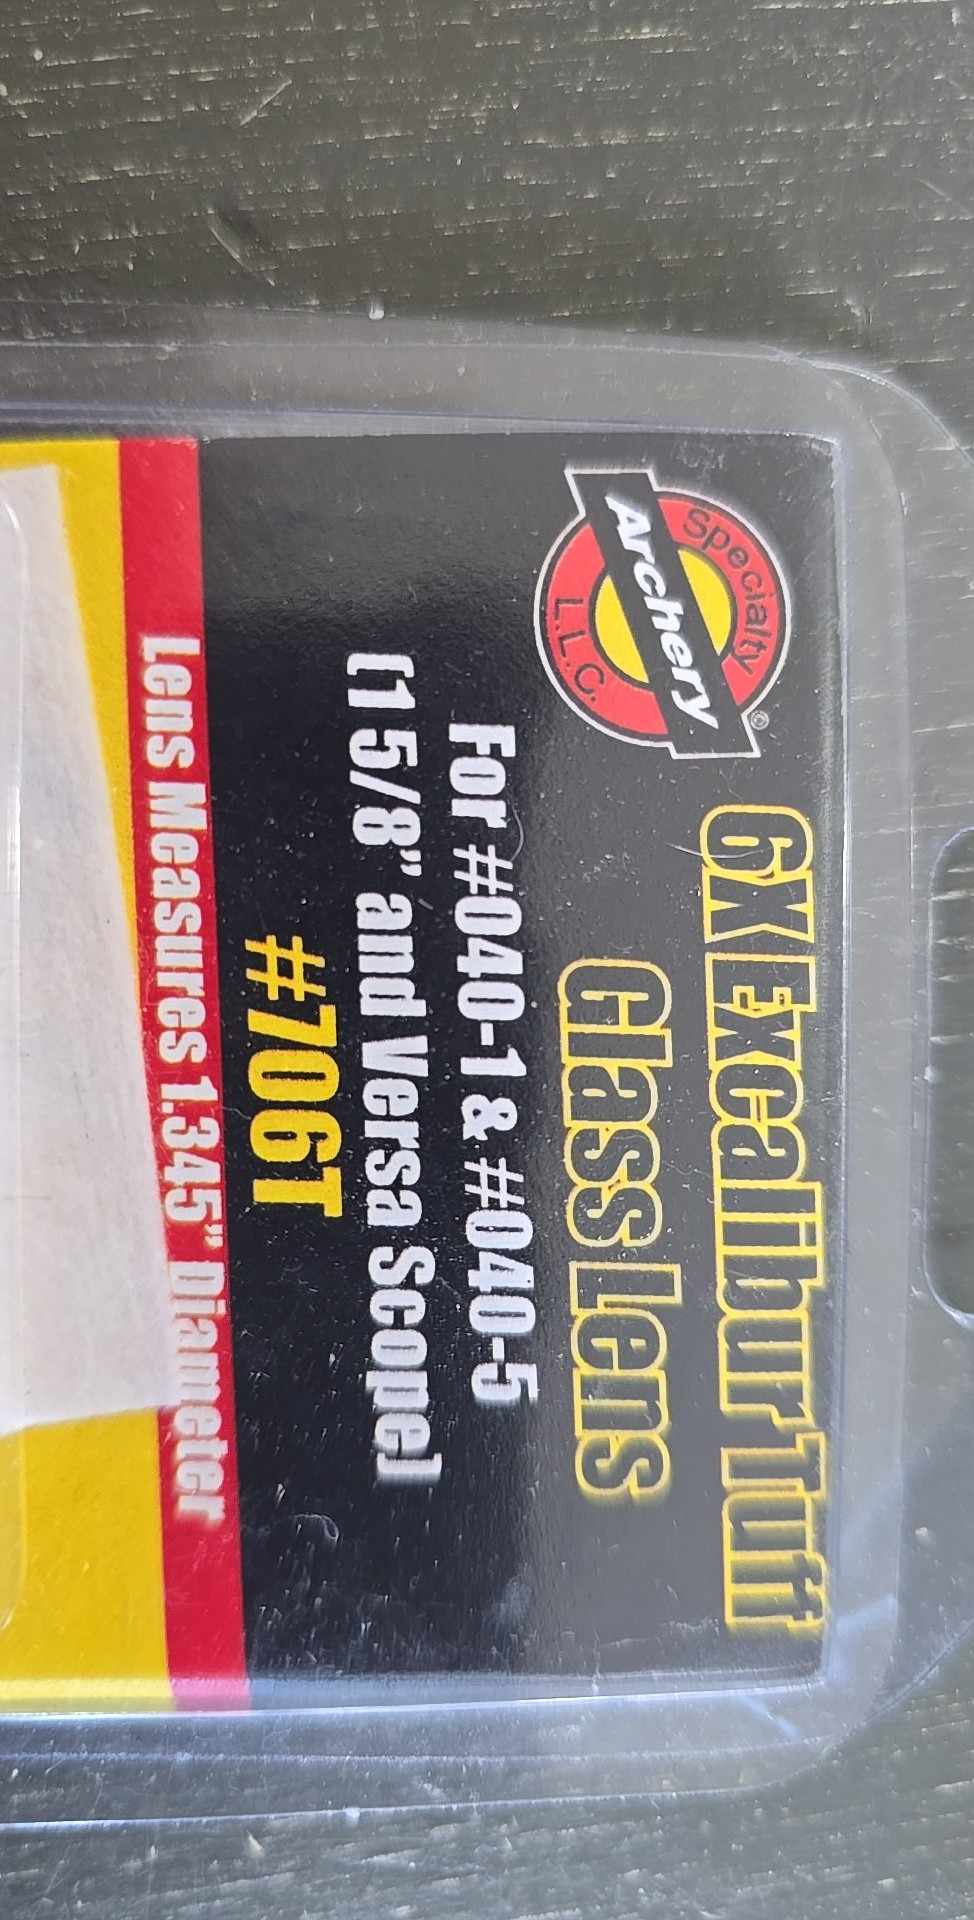 Specialty
Archery
L.L.C.
©
6X Excalibur Tuff
Glass Lens
For #040-1 & #040-5
(1 5/8" and Versa Scope)
#706T
Lens Measures 1.345" Diameter